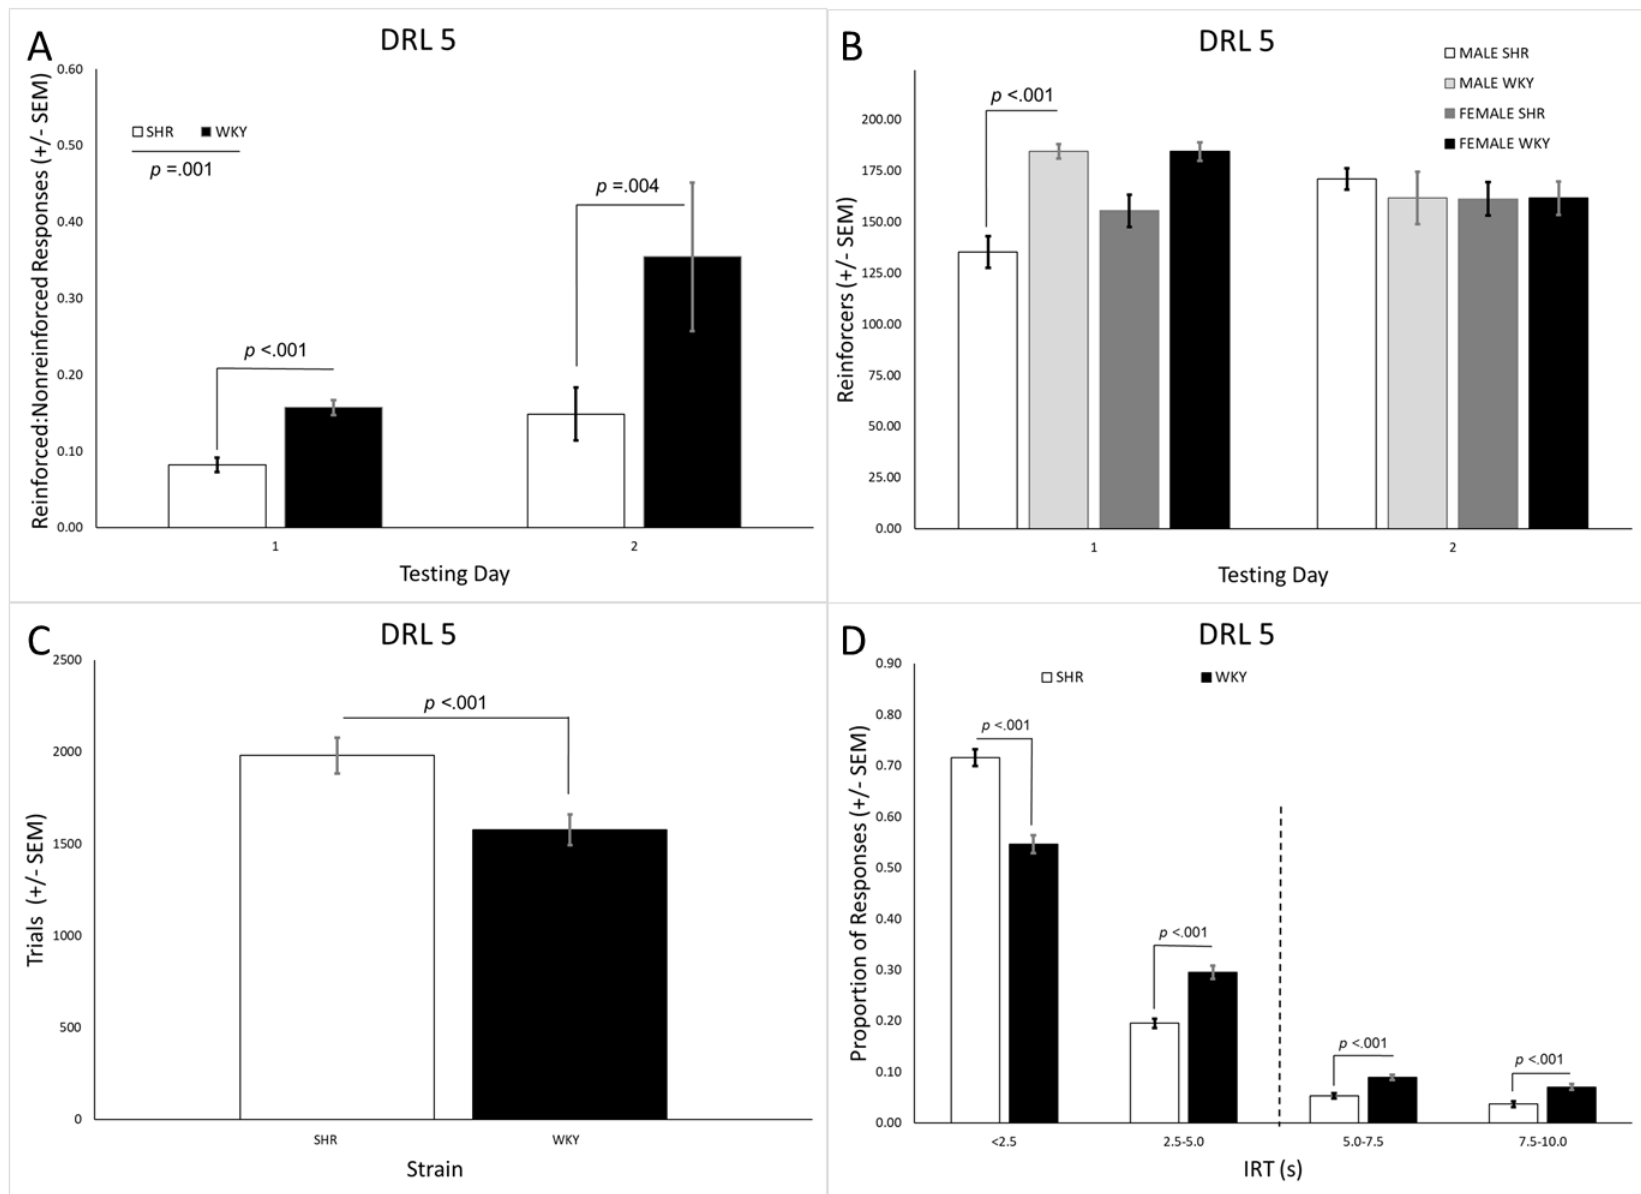 A
DRL 5
Reinforced:Nonreinforced Responses (+/- SEM)
0.60
0.50
0.40
0.30
0.20
0.10
0.00
SHR WKY
p =.001
p <.001
p =.004
1 2
Testing Day
B
DRL 5
MALE SHR
MALE WKY
FEMALE SHR
FEMALE WKY
Reinforcers (+/- SEM)
200.00
175.00
150.00
125.00
100.00
75.00
50.00
25.00
0.00
p <.001
1 2
Testing Day
C
DRL 5
Trials (+/- SEM)
2500
2000
1500
1000
500
0
p <.001
SHR WKY
Strain
D
DRL 5
Proportion of Responses (+/- SEM)
0.90
0.80
0.70
0.60
0.50
0.40
0.30
0.20
0.10
0.00
SHR WKY
p <.001
p <.001
p <.001
p <.001
<2.5 2.5-5.0 5.0-7.5 7.5-10.0
IRT (s)